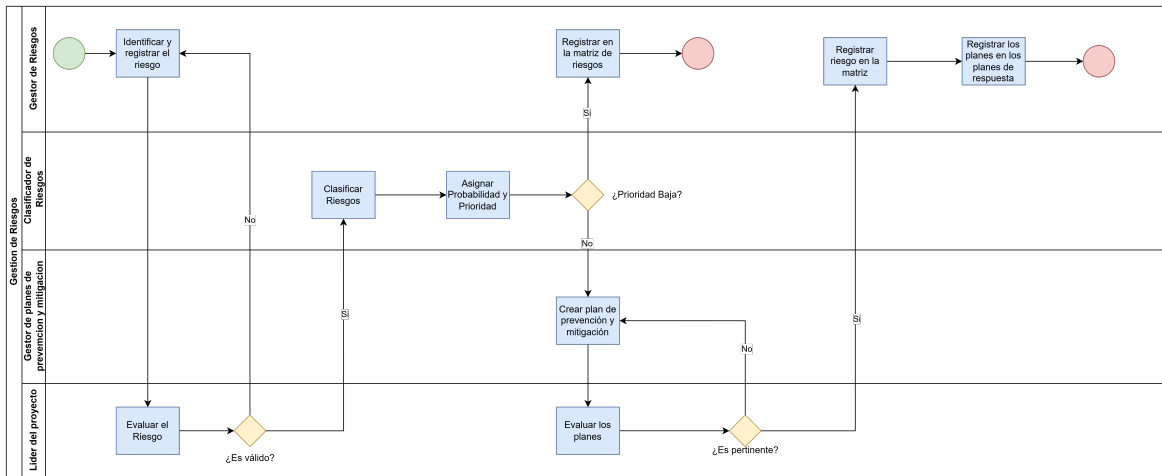 Gestion de Riesgos
Gestor de Riesgos
Identificar y
registrar el
riesgo
Registrar en
la matriz de
riesgos
Registrar
riesgo en la
matriz
Registrar los
planes en los
planes de
respuesta
Sí
Clasificador de
Riesgos
Clasificar
Riesgos
Asignar
Probabilidad y
Prioridad
¿Prioridad Baja?
No
No
Gestor de planes de
prevemcion y mitigacion
Crear plan de
prevención y
mitigación
Sí
Sí
No
Lider del proyecto
Evaluar el
Riesgo
¿Es válido?
Evaluar los
planes
¿Es pertinente?